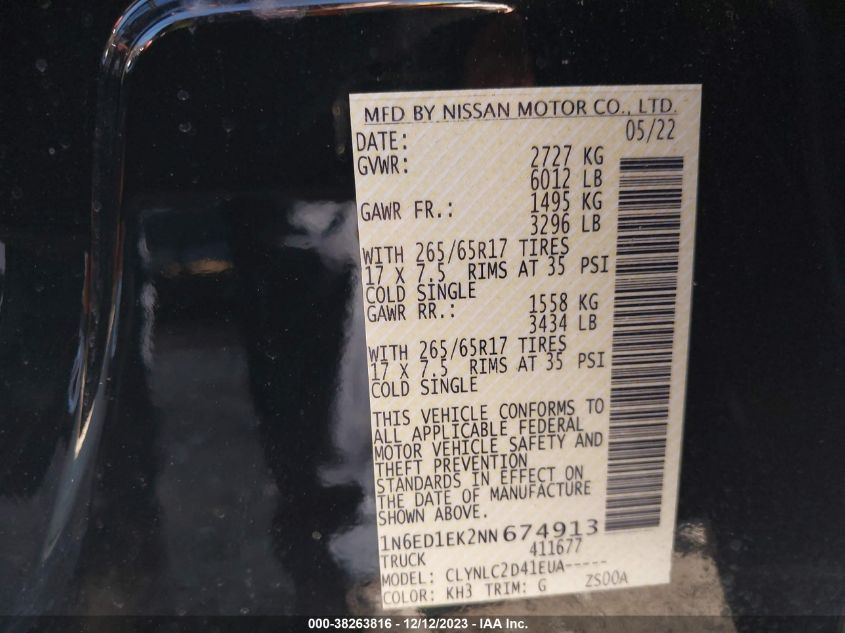 MFD BY NISSAN MOTOR CO., LTD.
DATE: 05/22
GVWR: 2727 KG
6012 LB
GAWR FR.: 1495 KG
3296 LB
WITH 265/65R17 TIRES
17 X 7.5 RIMS AT 35 PSI
COLD SINGLE
GAWR RR.: 1558 KG
3434 LB
WITH 265/65R17 TIRES
17 X 7.5 RIMS AT 35 PSI
COLD SINGLE
THIS VEHICLE CONFORMS TO
ALL APPLICABLE FEDERAL
MOTOR VEHICLE SAFETY AND
THEFT PREVENTION
STANDARDS IN EFFECT ON
THE DATE OF MANUFACTURE
SHOWN ABOVE.
1N6ED1EK2NN674913
TRUCK 411677
MODEL: CLYNLC2D41EUA-----
COLOR: KH3 TRIM: G ZS00A
000-38263816 - 12/12/2023 - IAA Inc.